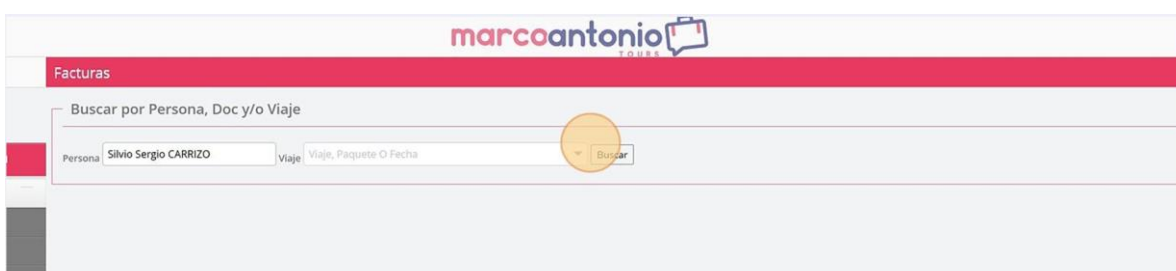 marcoantonio
TOURS
Facturas
Buscar por Persona, Doc y/o Viaje
Persona Silvio Sergio CARRIZO Viaje Viaje, Paquete O Fecha Buscar